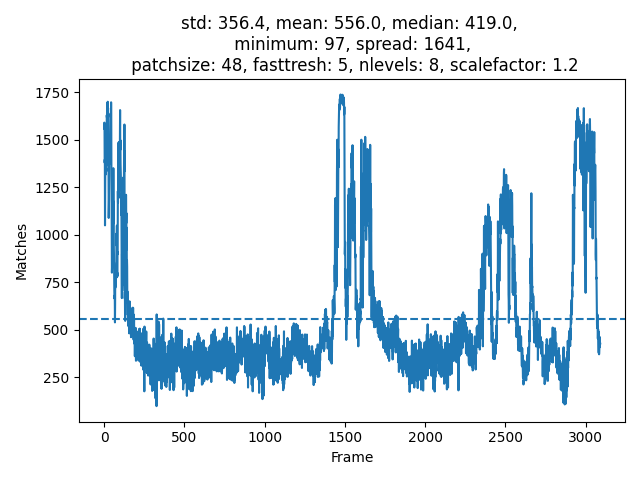 std: 356.4, mean: 556.0, median: 419.0,
minimum: 97, spread: 1641,
patchsize: 48, fasttresh: 5, nlevels: 8, scalefactor: 1.2
1750
1500
1250
1000
750
500
250
Matches
0 500 1000 1500 2000 2500 3000
Frame